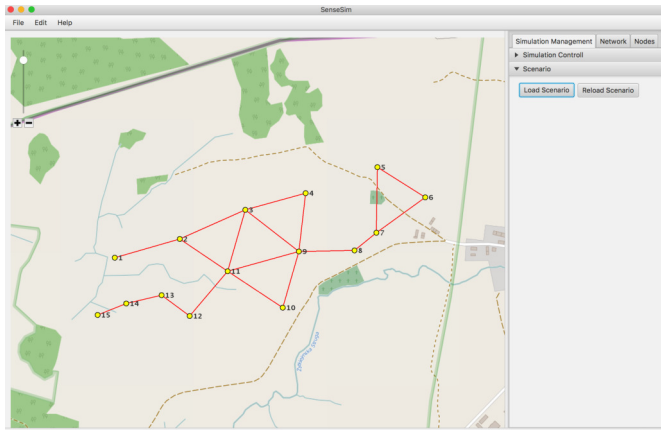 SenseSim
File Edit Help
Simulation Management Network Nodes
Simulation Controll
Scenario
Load Scenario Reload Scenario
5
4
6
3
7
2
8
9
1
11
13
14
10
15
12